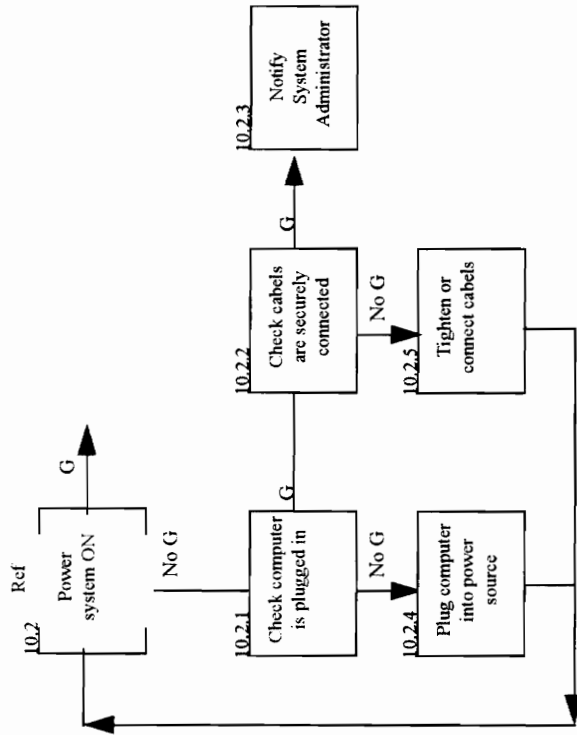 Ref
10.2
Power
system ON
G
No G
10.2.1
Check computer
is plugged in
G
10.2.2
Check cabels
are securely
connected
G
10.2.3
Notify
System
Administrator
No G
10.2.4
Plug computer
into power
source
No G
10.2.5
Tighten or
connect cabels